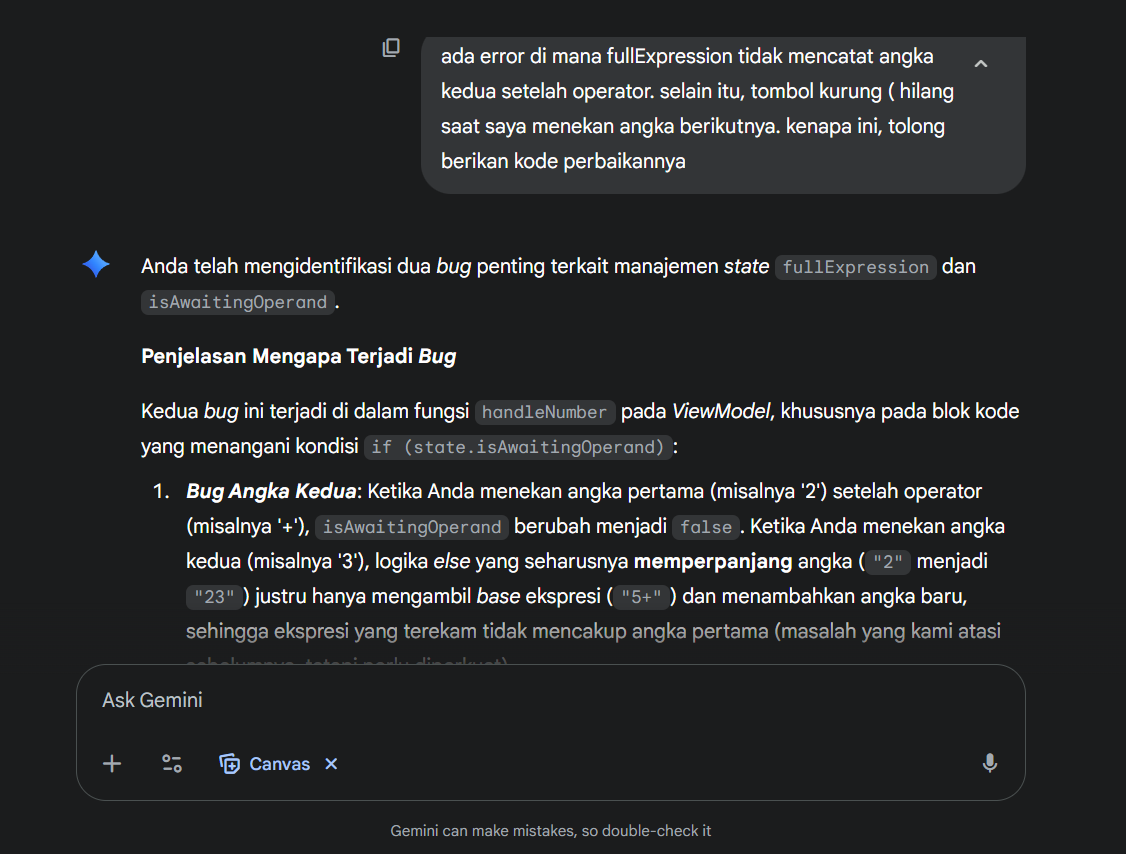 ada error di mana fullExpression tidak mencatat angka
kedua setelah operator. selain itu, tombol kurung ( hilang
saat saya menekan angka berikutnya. kenapa ini, tolong
berikan kode perbaikannya
Anda telah mengidentifikasi dua bug penting terkait manajemen state fullExpression dan
isAwaitingOperand.
Penjelasan Mengapa Terjadi Bug
Kedua bug ini terjadi di dalam fungsi handleNumber pada ViewModel, khususnya pada blok kode
yang menangani kondisi if (state.isAwaitingOperand):
1. Bug Angka Kedua: Ketika Anda menekan angka pertama (misalnya '2') setelah operator
(misalnya '+'), isAwaitingOperand berubah menjadi false. Ketika Anda menekan angka
kedua (misalnya '3'), logika else yang seharusnya memperpanjang angka ("2" menjadi
"23") justru hanya mengambil base ekspresi ("5+") dan menambahkan angka baru,
sehingga ekspresi yang terekam tidak mencakup angka pertama (masalah yang kami atasi
Ask Gemini
Canvas
Gemini can make mistakes, so double-check it